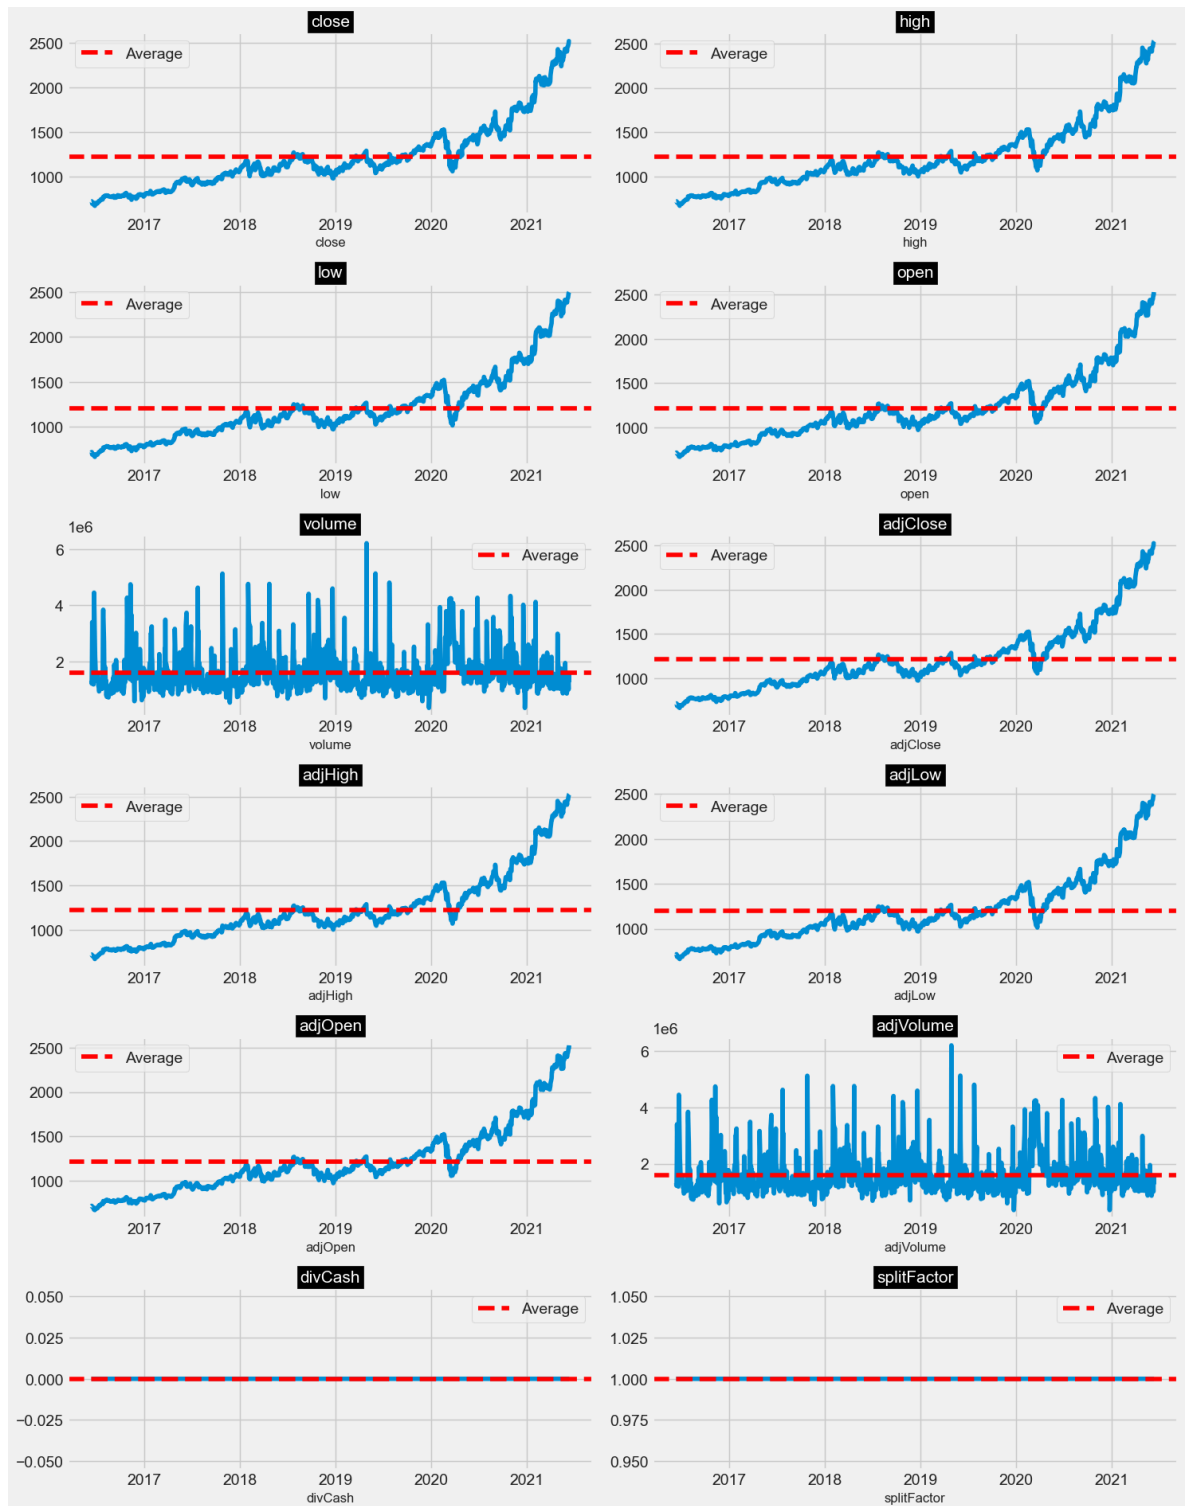 close
high
Average
Average
2500
2000
1500
1000
2500
2000
1500
1000
2017 2018 2019 2020 2021
2017 2018 2019 2020 2021
close
high
low
open
Average
Average
2500
2000
1500
1000
2500
2000
1500
1000
2017 2018 2019 2020 2021
2017 2018 2019 2020 2021
low
open
1e6
volume
adjClose
Average
Average
6
4
2
2500
2000
1500
1000
2017 2018 2019 2020 2021
2017 2018 2019 2020 2021
volume
adjClose
adjHigh
adjLow
Average
Average
2500
2000
1500
1000
2500
2000
1500
1000
2017 2018 2019 2020 2021
2017 2018 2019 2020 2021
adjHigh
adjLow
adjOpen
1e6
adjVolume
Average
Average
2500
2000
1500
1000
6
4
2
2017 2018 2019 2020 2021
2017 2018 2019 2020 2021
adjOpen
adjVolume
divCash
splitFactor
Average
Average
0.050
0.025
0.000
−0.025
−0.050
1.050
1.025
1.000
0.975
0.950
2017 2018 2019 2020 2021
2017 2018 2019 2020 2021
divCash
splitFactor